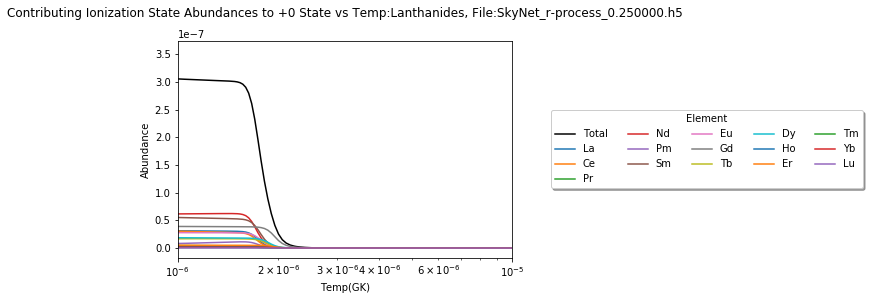 Contributing Ionization State Abundances to +0 State vs Temp:Lanthanides, File:SkyNet_r-process_0.250000.h5
1e-7
3.5
3.0
2.5
2.0
1.5
1.0
0.5
0.0
Abundance
10⁻⁶
2 × 10⁻⁶
3 × 10⁻⁶
4 × 10⁻⁶
6 × 10⁻⁶
10⁻⁵
Temp(GK)
Element
Total Nd Eu Dy Tm
La Pm Gd Ho Yb
Ce Sm Tb Er Lu
Pr